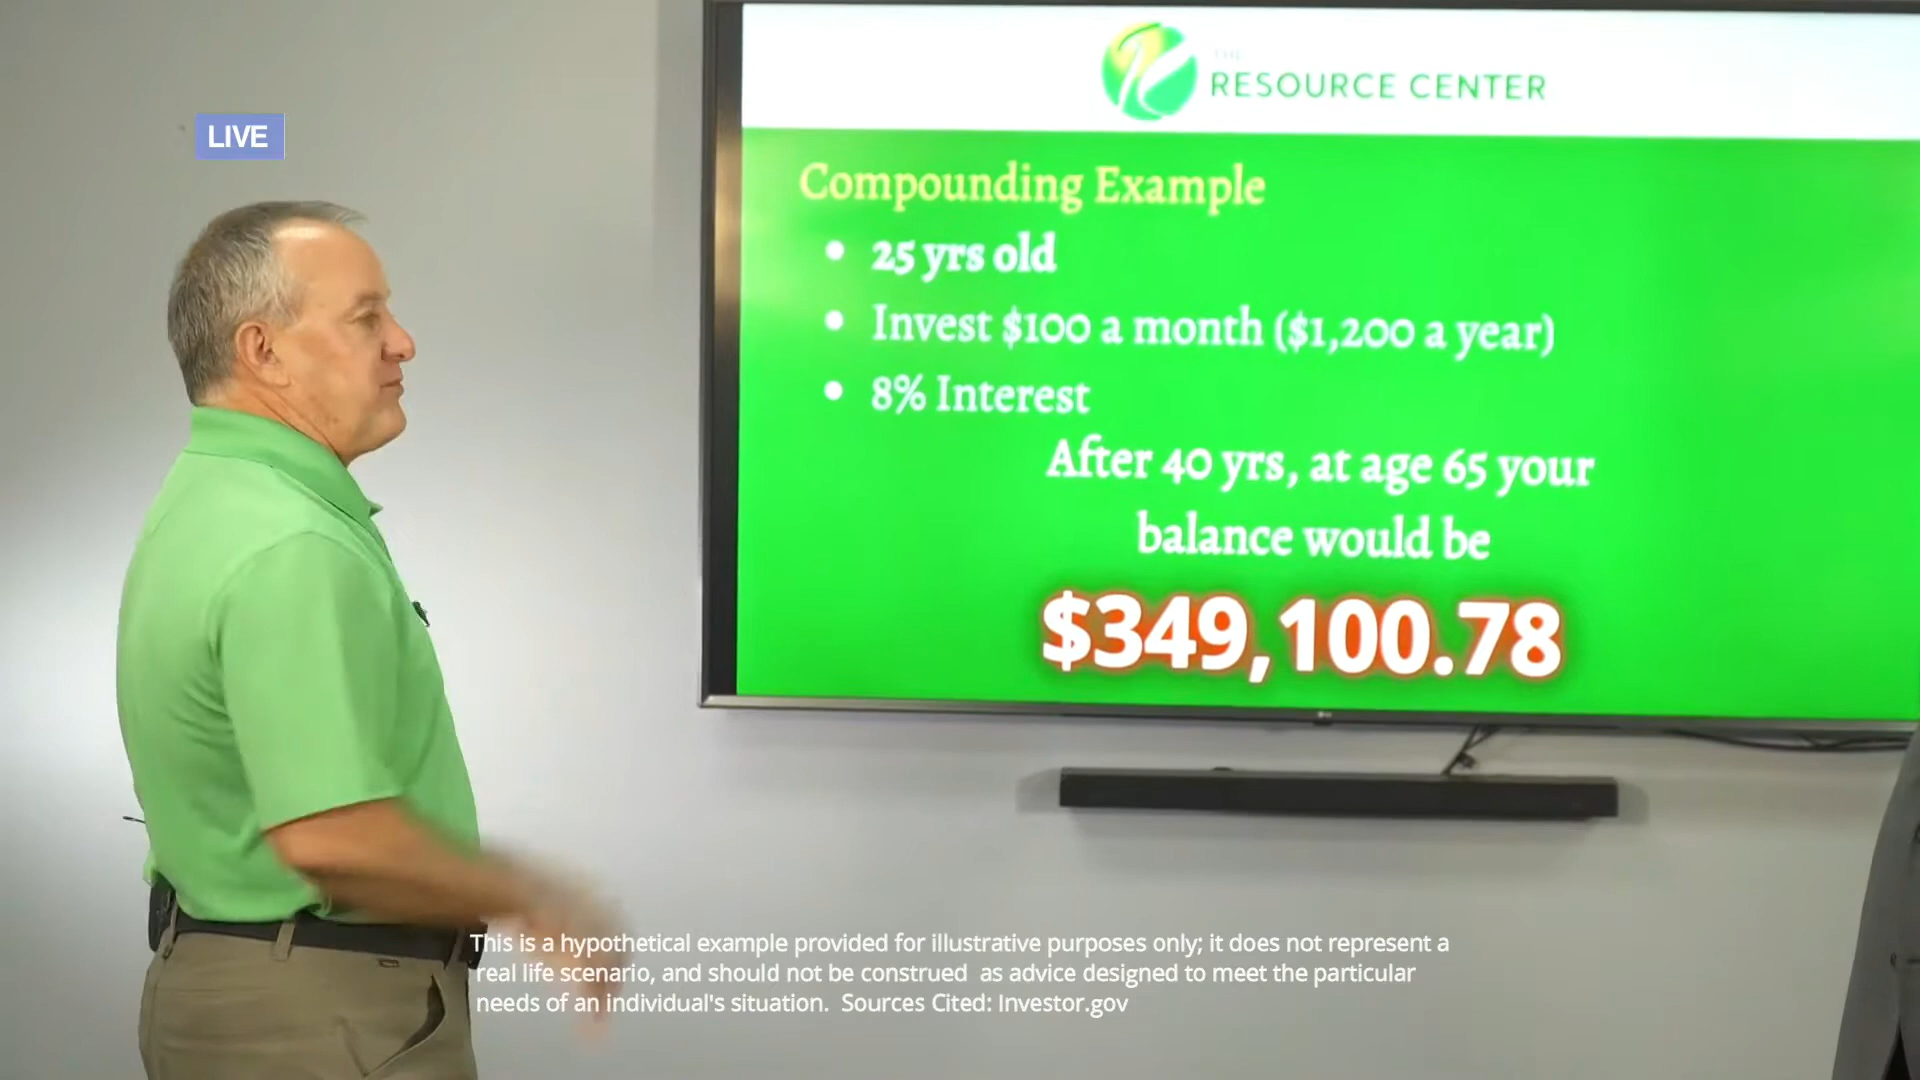 THE
RESOURCE CENTER
LIVE
Compounding Example
• 25 yrs old
• Invest $100 a month ($1,200 a year)
• 8% Interest
After 40 yrs, at age 65 your
balance would be
$349,100.78
This is a hypothetical example provided for illustrative purposes only; it does not represent a
real life scenario, and should not be construed as advice designed to meet the particular
needs of an individual's situation. Sources Cited: Investor.gov